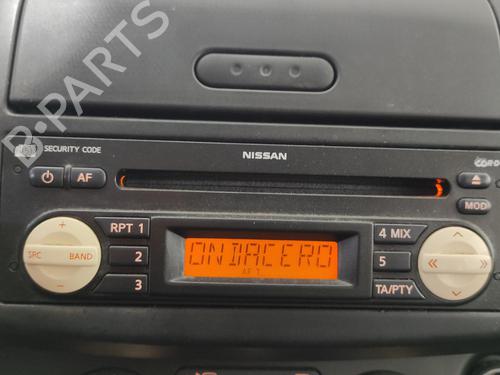 B-PARTS
SECURITY CODE
NISSAN
AF
MOD
RPT 1
2
3
+
SRC
BAND
-
ONDACERO
AF T
4 MIX
5
TA/PTY